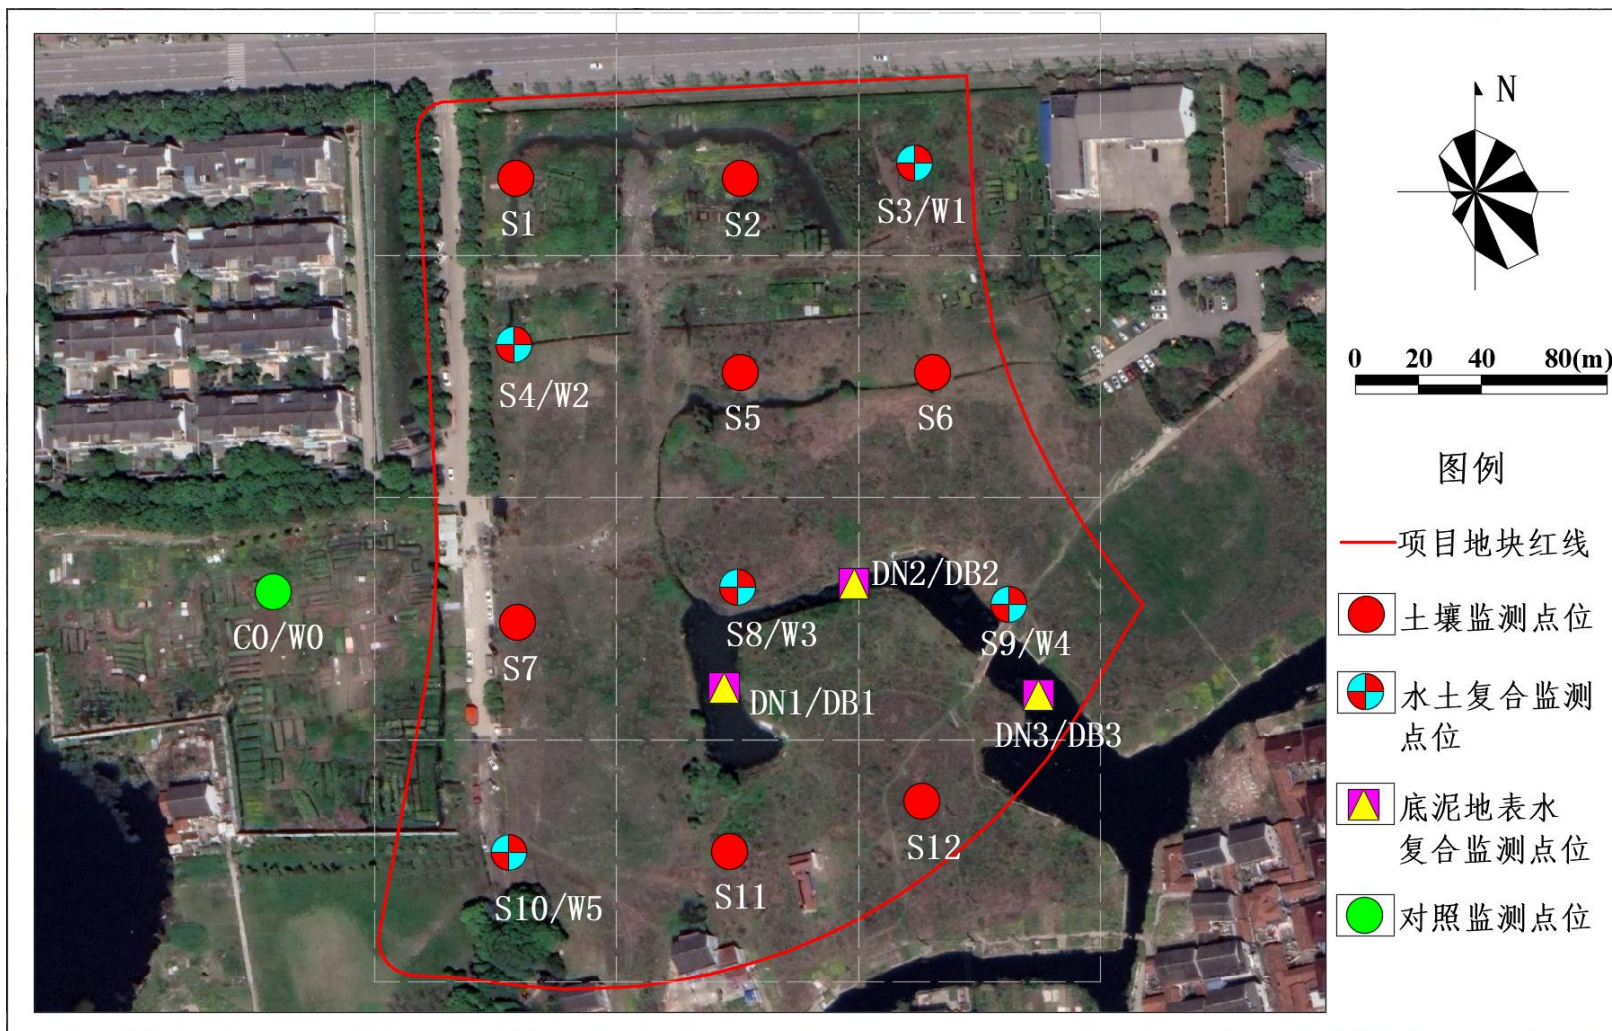 N
0 20 40 80(m)
图例
项目地块红线
土壤监测点位
水土复合监测
点位
底泥地表水
复合监测点位
对照监测点位
S1
S2
S3/W1
S4/W2
S5
S6
C0/W0
S7
S8/W3
DN2/DB2
S9/W4
DN1/DB1
DN3/DB3
S10/W5
S11
S12